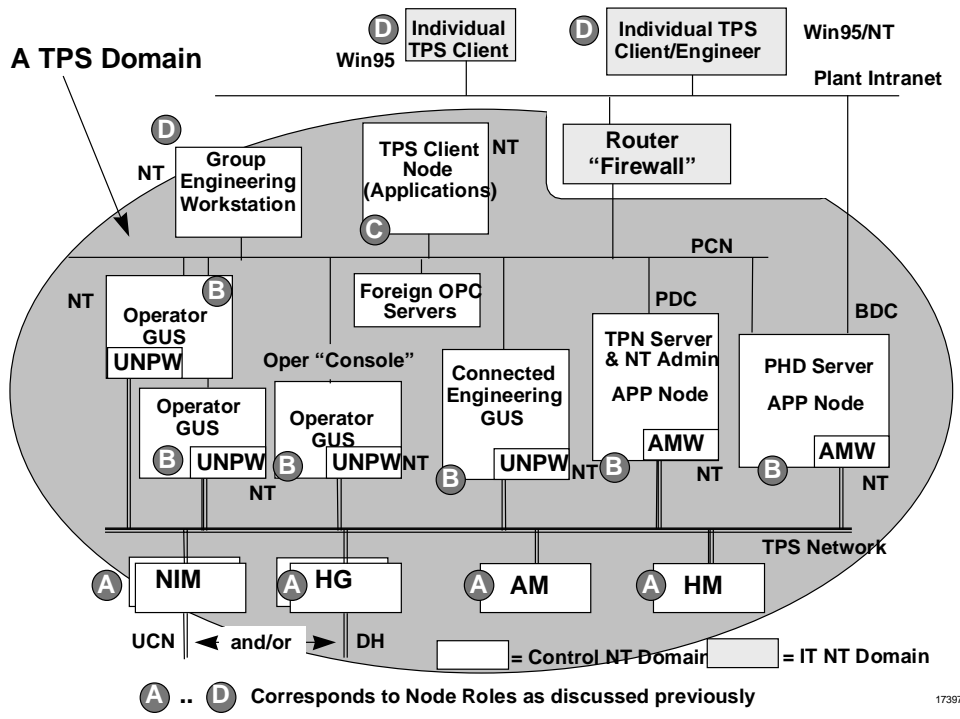 D
Individual
TPS Client
Win95
D
Individual TPS
Client/Engineer
Win95/NT
A TPS Domain
Plant Intranet
D
NT
Group
Engineering
Workstation
TPS Client
Node
(Applications)
NT
C
Router
“Firewall”
PCN
NT
B
Operator
GUS
UNPW
Foreign OPC
Servers
PDC
BDC
Oper “Console”
Operator
GUS
B
UNPW
NT
Operator
GUS
B
UNPW
NT
Connected
Engineering
GUS
B
UNPW
NT
TPN Server
& NT Admin
APP Node
AMW
B
NT
PHD Server
APP Node
AMW
B
NT
TPS Network
A
NIM
A
HG
A
AM
A
HM
UCN
and/or
DH
= Control NT Domain
= IT NT Domain
A .. D Corresponds to Node Roles as discussed previously
17397